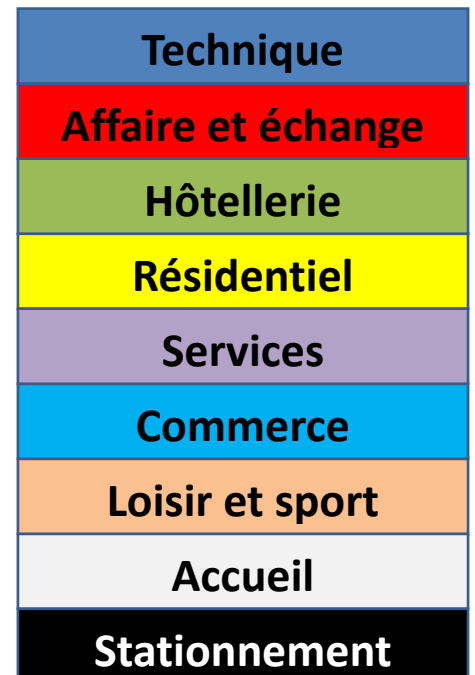 Technique
Affaire et échange
Hôtellerie
Résidentiel
Services
Commerce
Loisir et sport
Accueil
Stationnement